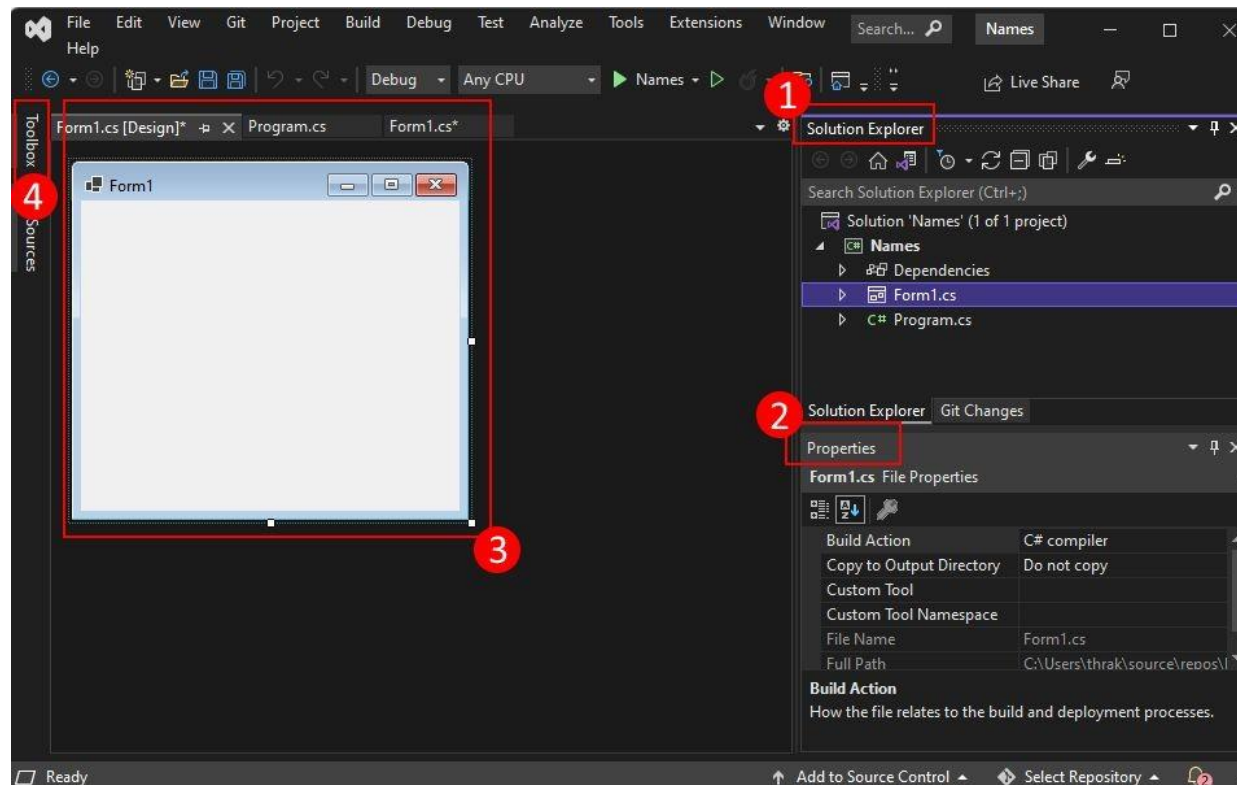 File Edit View Git Project Build Debug Test Analyze Tools Extensions Window Search... Names
Help
Debug Any CPU Names Live Share
1
Toolbox
4
Sources
Form1.cs [Design]* Program.cs Form1.cs*
Form1
3
Solution Explorer
Search Solution Explorer (Ctrl+;)
Solution 'Names' (1 of 1 project)
C# Names
Dependencies
Form1.cs
C# Program.cs
Solution Explorer Git Changes
2
Properties
Form1.cs File Properties
Build Action C# compiler
Copy to Output Directory Do not copy
Custom Tool
Custom Tool Namespace
File Name Form1.cs
Full Path C:\Users\thrak\source\repos\
Build Action
How the file relates to the build and deployment processes.
Ready Add to Source Control Select Repository 2